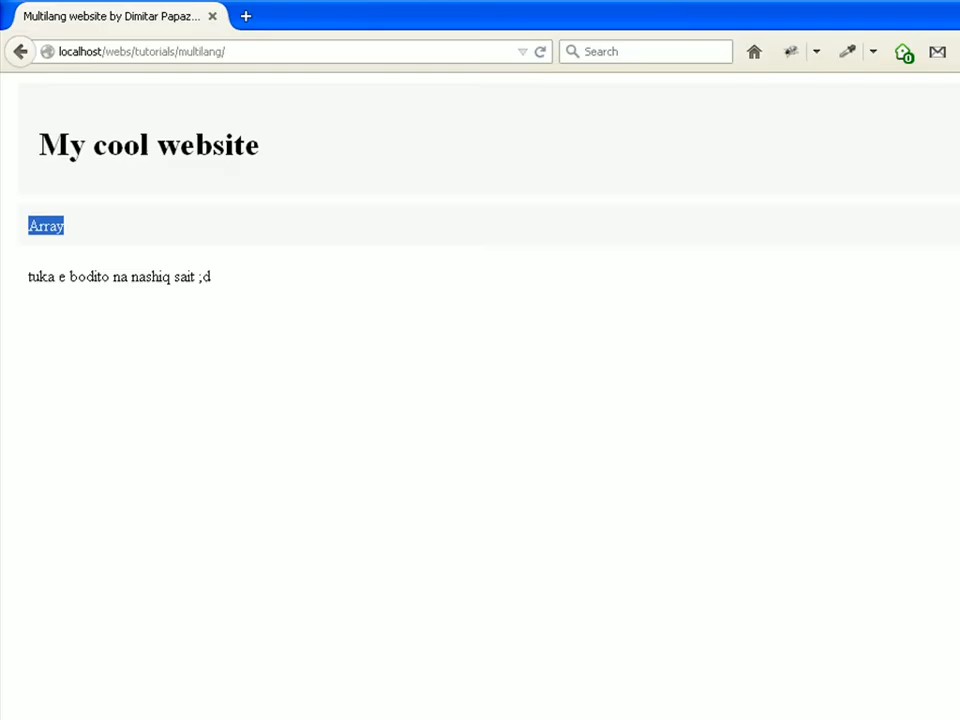 Multilang website by Dimitar Papaz...
localhost/webs/tutorials/multilang/
Search
0
My cool website
Array
tuka e bodito na nashiq sait ;d